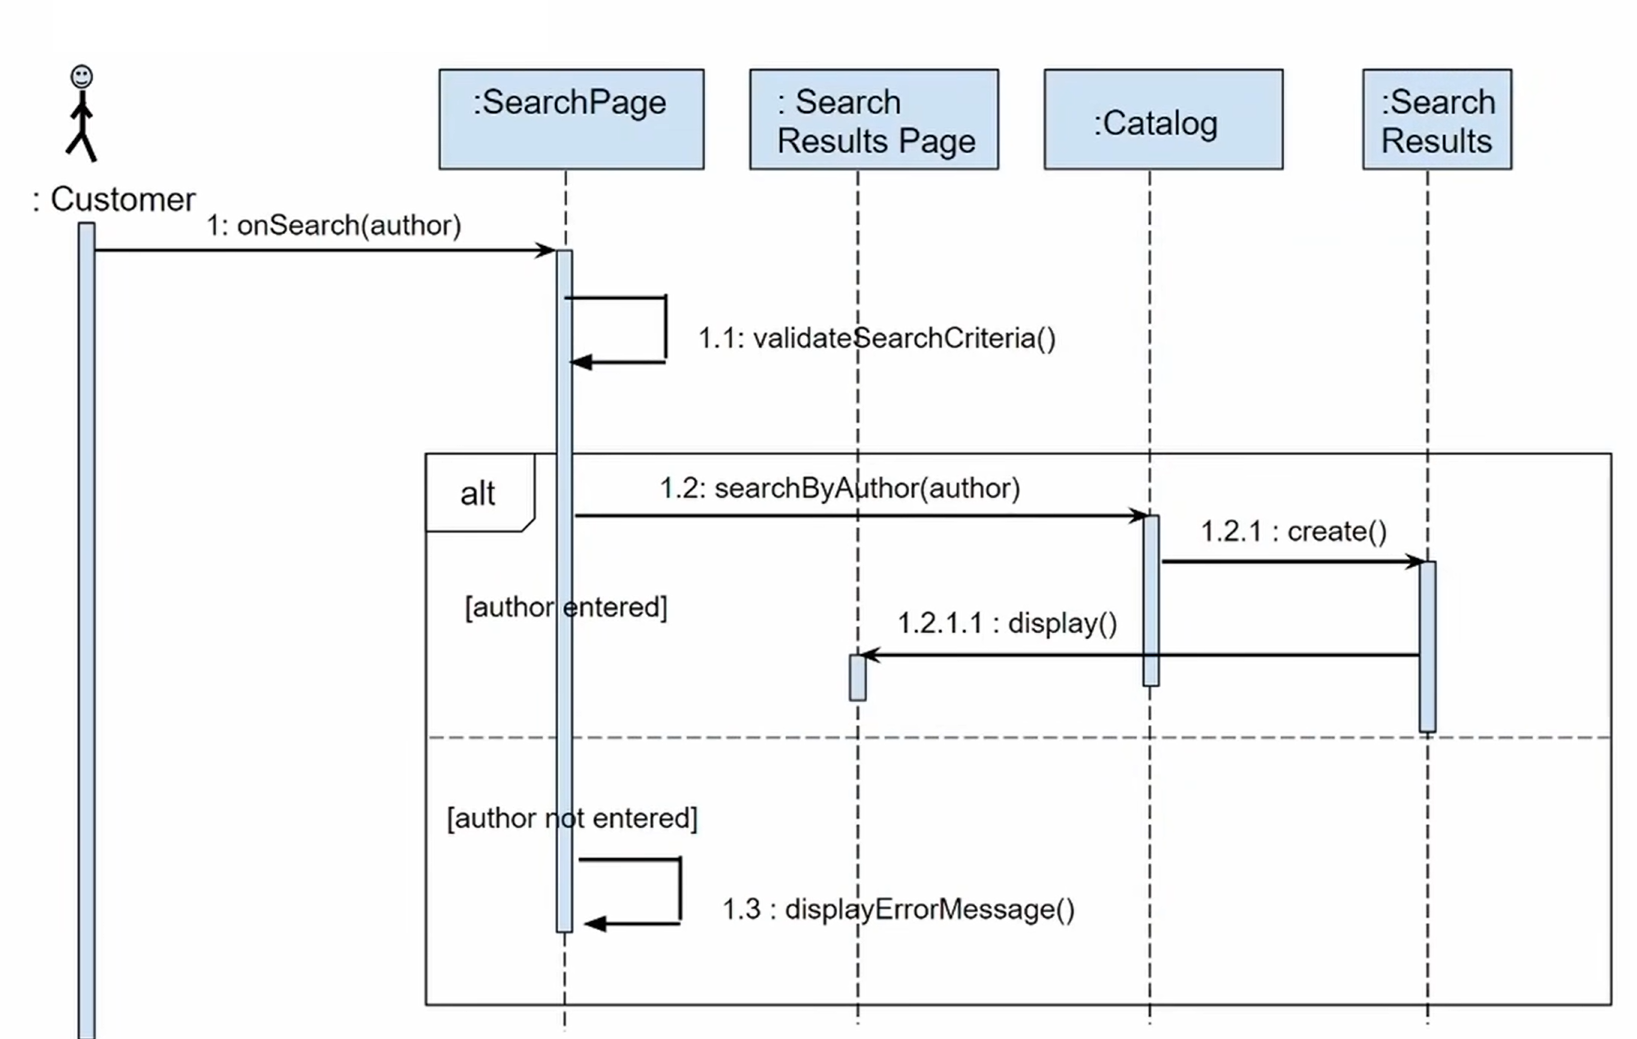 :SearchPage
: Search
Results Page
:Catalog
:Search
Results
: Customer
1: onSearch(author)
1.1: validateSearchCriteria()
alt
1.2: searchByAuthor(author)
1.2.1 : create()
[author entered]
1.2.1.1 : display()
[author not entered]
1.3 : displayErrorMessage()